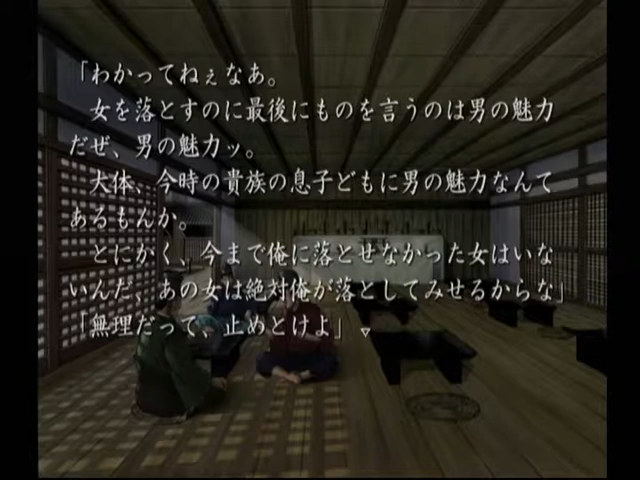 「わかってねぇなあ。
女を落とすのに最後にものを言うのは男の魅力
だぜ、男の魅力ッ。
大体、今時の貴族の息子どもに男の魅力なんて
あるもんか。
とにかく、今まで俺に落とせなかった女はいな
いんだ、あの女は絶対俺が落としてみせるからな」
「無理だって、止めとけよ」